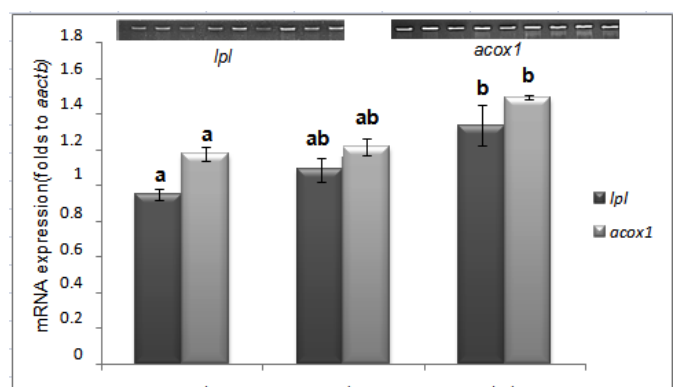 1.8
1.6
1.4
1.2
1
0.8
0.6
0.4
0.2
0
mRNA expression(folds to aactb)
lpl
acox1
a
a
ab
ab
b
b
lpl
acox1